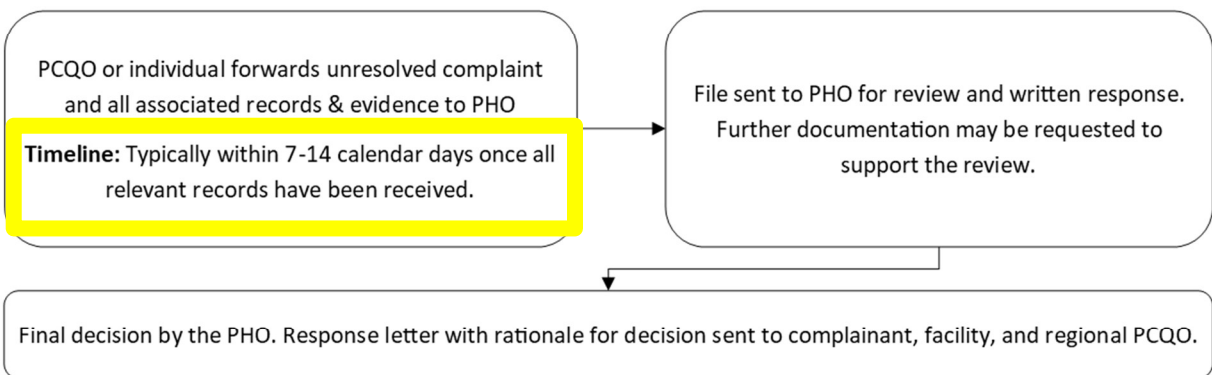 PCQO or individual forwards unresolved complaint
and all associated records & evidence to PHO
Timeline: Typically within 7-14 calendar days once all
relevant records have been received.
File sent to PHO for review and written response.
Further documentation may be requested to
support the review.
Final decision by the PHO. Response letter with rationale for decision sent to complainant, facility, and regional PCQO.